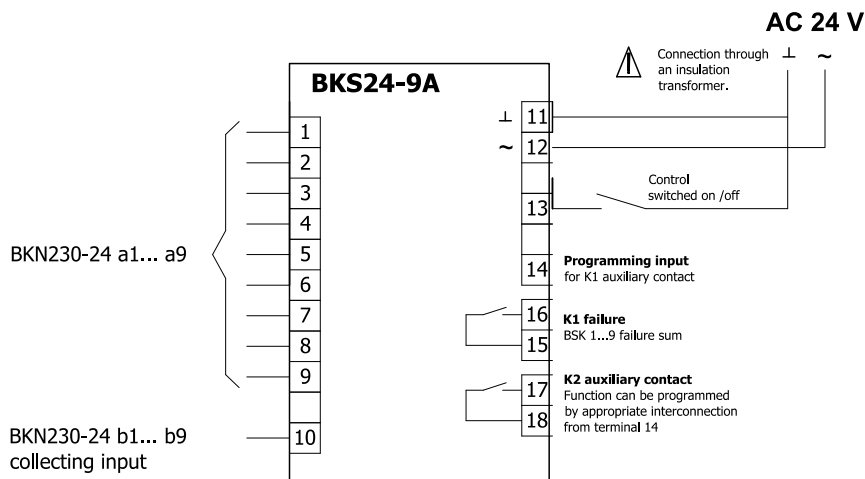 AC 24 V
Connection through
an insulation
transformer.
⊥ ~
BKS24-9A
⊥ 11
~ 12
1
2
3
4
5
6
7
8
9
10
BKN230-24 a1... a9
BKN230-24 b1... b9
collecting input
Control
switched on /off
13
14
Programming input
for K1 auxiliary contact
16
15
K1 failure
BSK 1...9 failure sum
17
18
K2 auxiliary contact
Function can be programmed
by appropriate interconnection
from terminal 14